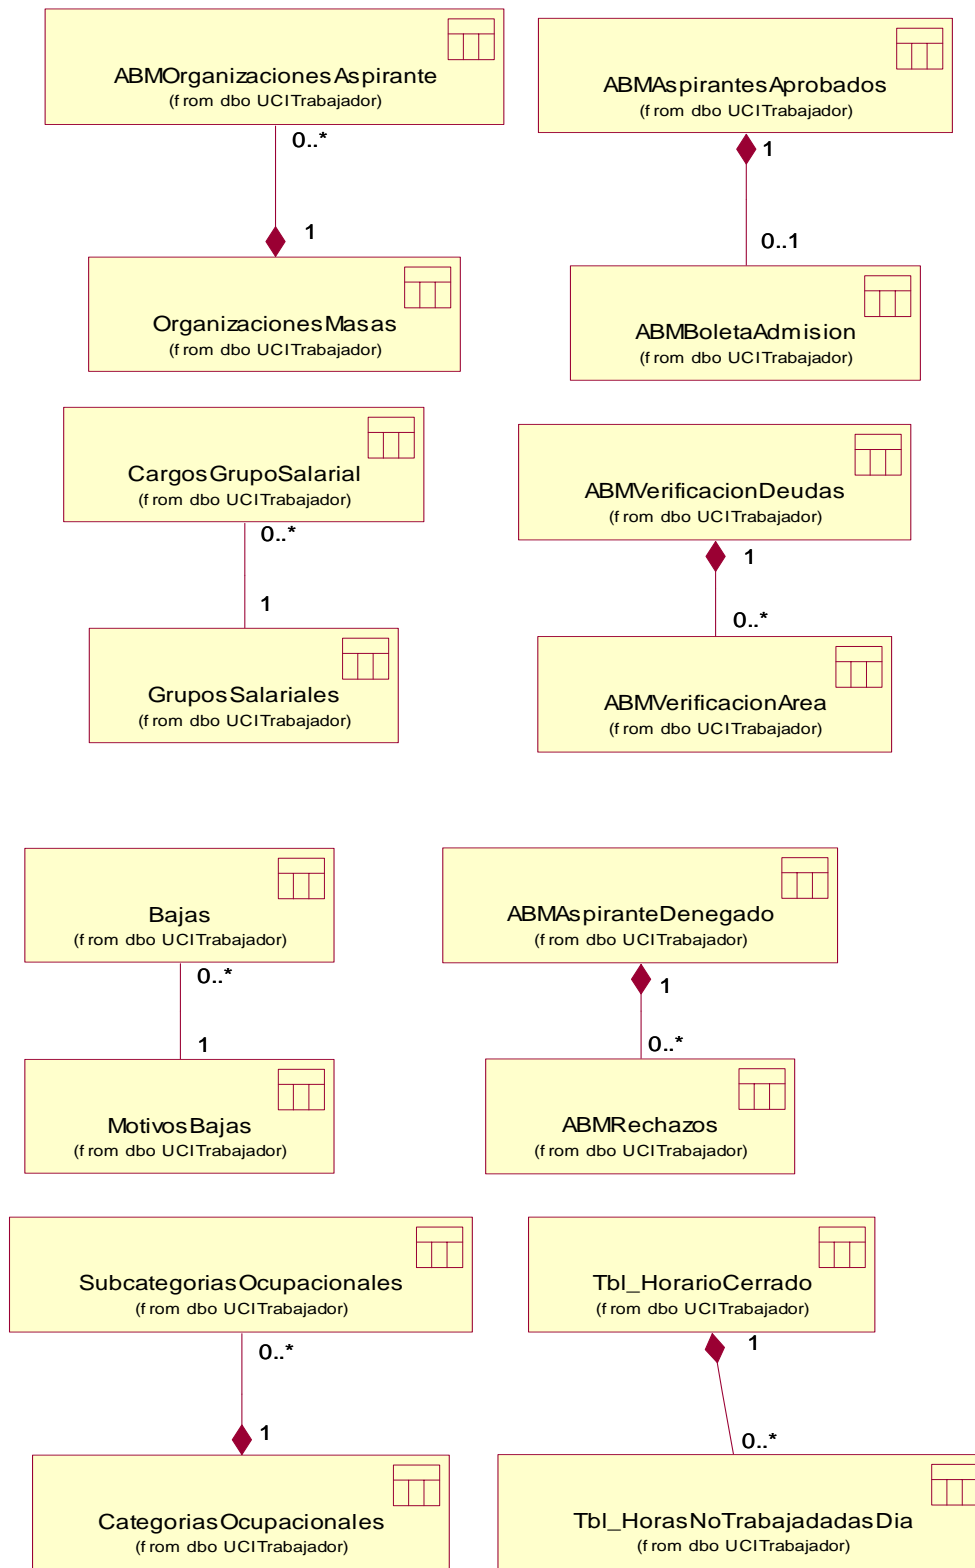 ABMOrganizacionesAspirante
(from dbo UCITrabajador)
0..*
1
OrganizacionesMasas
(from dbo UCITrabajador)
ABMAspirantesAprobados
(from dbo UCITrabajador)
1
0..1
ABMBoletaAdmision
(from dbo UCITrabajador)
CargosGrupoSalarial
(from dbo UCITrabajador)
0..*
1
GruposSalariales
(from dbo UCITrabajador)
ABMVerificacionDeudas
(from dbo UCITrabajador)
1
0..*
ABMVerificacionArea
(from dbo UCITrabajador)
Bajas
(from dbo UCITrabajador)
0..*
1
MotivosBajas
(from dbo UCITrabajador)
ABMAspiranteDenegado
(from dbo UCITrabajador)
1
0..*
ABMRechazos
(from dbo UCITrabajador)
SubcategoriasOcupacionales
(from dbo UCITrabajador)
0..*
1
CategoriasOcupacionales
(from dbo UCITrabajador)
Tbl_HorarioCerrado
(from dbo UCITrabajador)
1
0..*
Tbl_HorasNoTrabajadadasDia
(from dbo UCITrabajador)